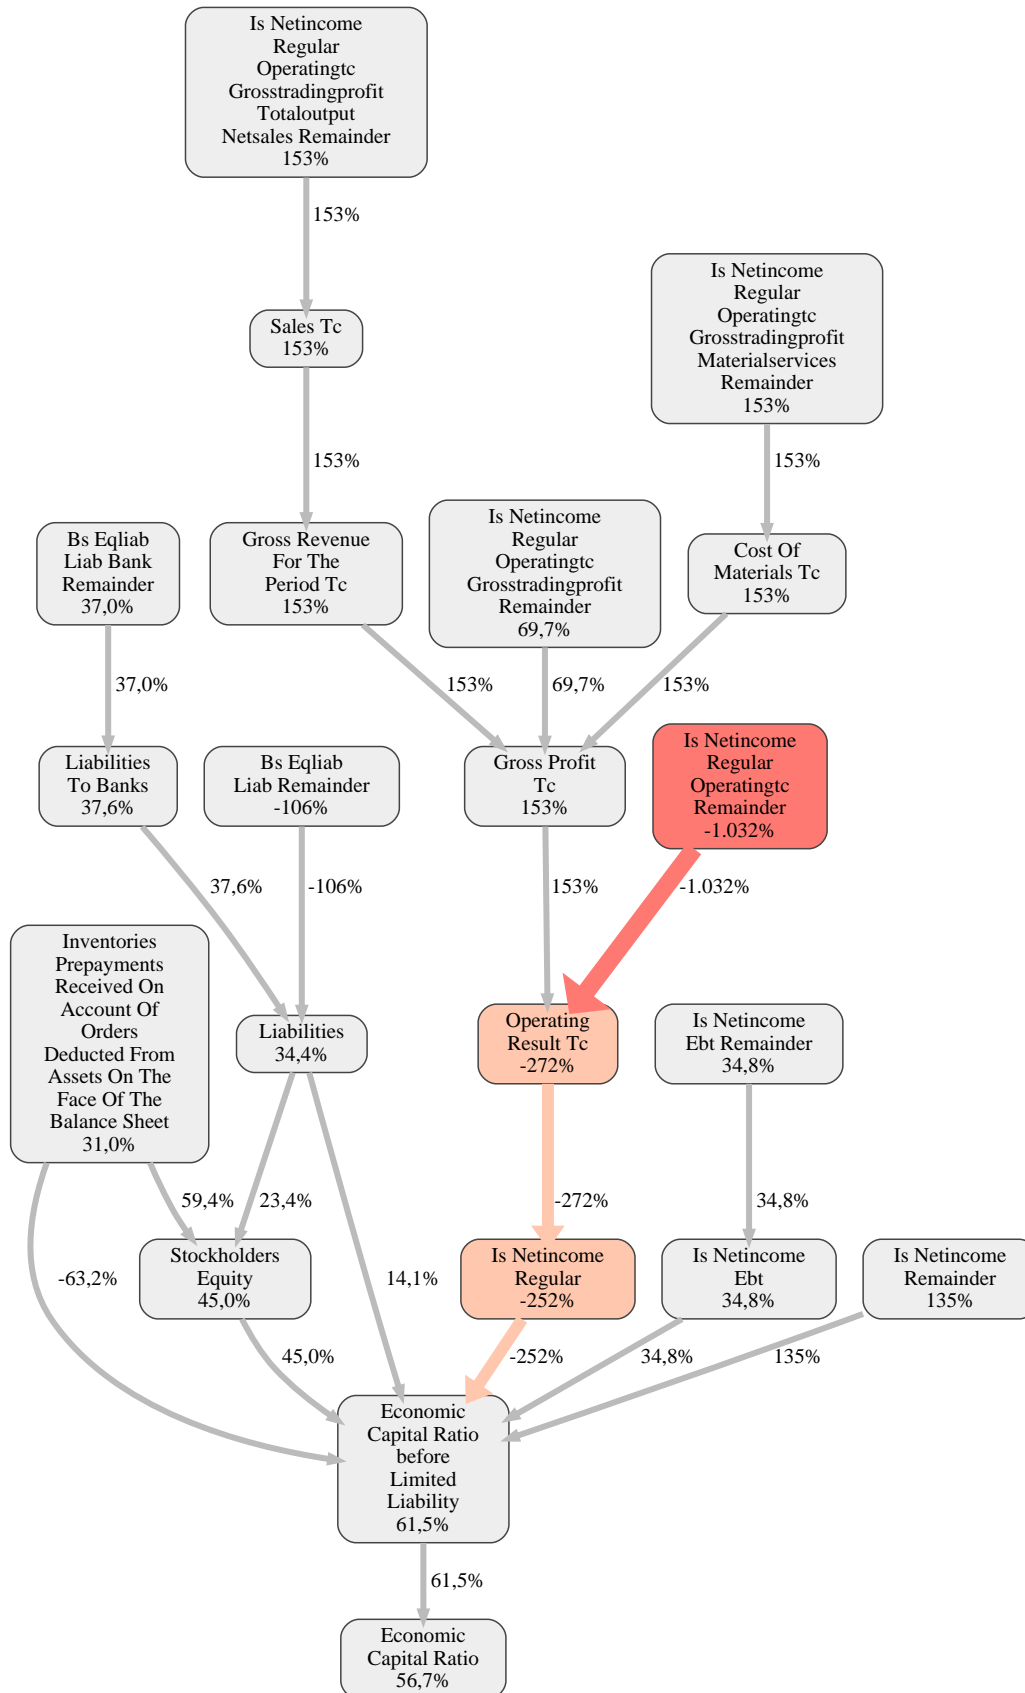 Is Netincome
Regular
Operatingtc
Grosstradingprofit
Totaloutput
Netsales Remainder
153%
153%
Is Netincome
Regular
Operatingtc
Grosstradingprofit
Materialservices
Remainder
153%
Sales Tc
153%
153%
153%
Bs Eqliab
Liab Bank
Remainder
37,0%
Gross Revenue
For The
Period Tc
153%
Is Netincome
Regular
Operatingtc
Grosstradingprofit
Remainder
69,7%
Cost Of
Materials Tc
153%
37,0%
153%
69,7%
153%
Liabilities
To Banks
37,6%
Bs Eqliab
Liab Remainder
-106%
Gross Profit
Tc
153%
Is Netincome
Regular
Operatingtc
Remainder
-1.032%
37,6%
-106%
153%
-1.032%
Inventories
Prepayments
Received On
Account Of
Orders
Deducted From
Assets On The
Face Of The
Balance Sheet
31,0%
Liabilities
34,4%
Operating
Result Tc
-272%
Is Netincome
Ebt Remainder
34,8%
59,4%
23,4%
-272%
34,8%
-63,2%
Stockholders
Equity
45,0%
14,1%
Is Netincome
Regular
-252%
Is Netincome
Ebt
34,8%
Is Netincome
Remainder
135%
45,0%
-252%
34,8%
135%
Economic
Capital Ratio
before
Limited
Liability
61,5%
61,5%
Economic
Capital Ratio
56,7%